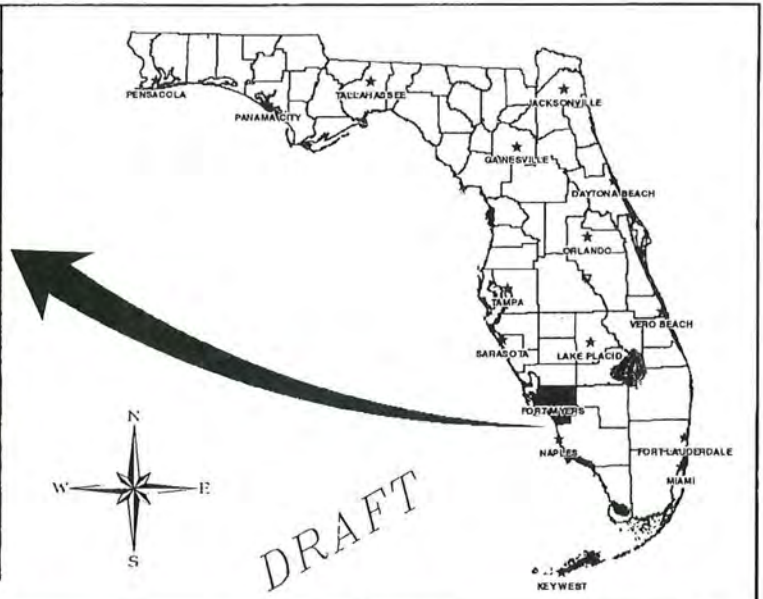 PENSACOLA
TALLAHASSEE
PANAMA CITY
JACKSONVILLE
GAINESVILLE
DAYTONA BEACH
ORLANDO
TAMPA
VERO BEACH
SARASOTA
LAKE PLACID
FORT MYERS
NAPLES
FORT LAUDERDALE
MIAMI
KEY WEST
N
W
E
S
DRAFT